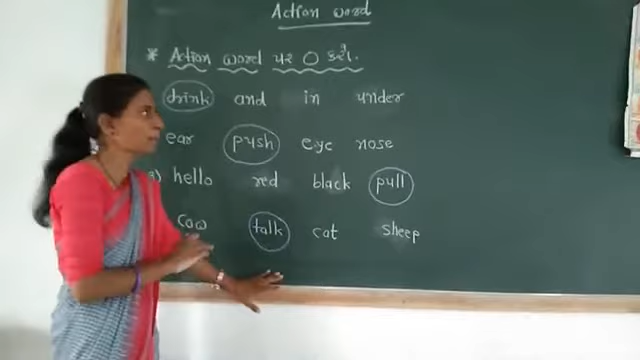 Action word
* Action word પર O કરો.
drink and in under
ear push eye nose
hello red black pull
cow talk cat sheep